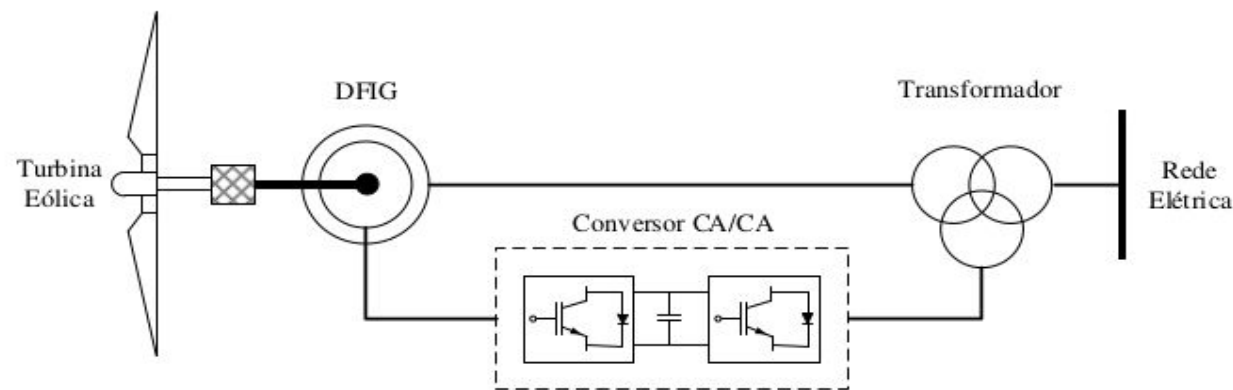 DFIG
Transformador
Turbina
Eólica
Rede
Elétrica
Conversor CA/CA